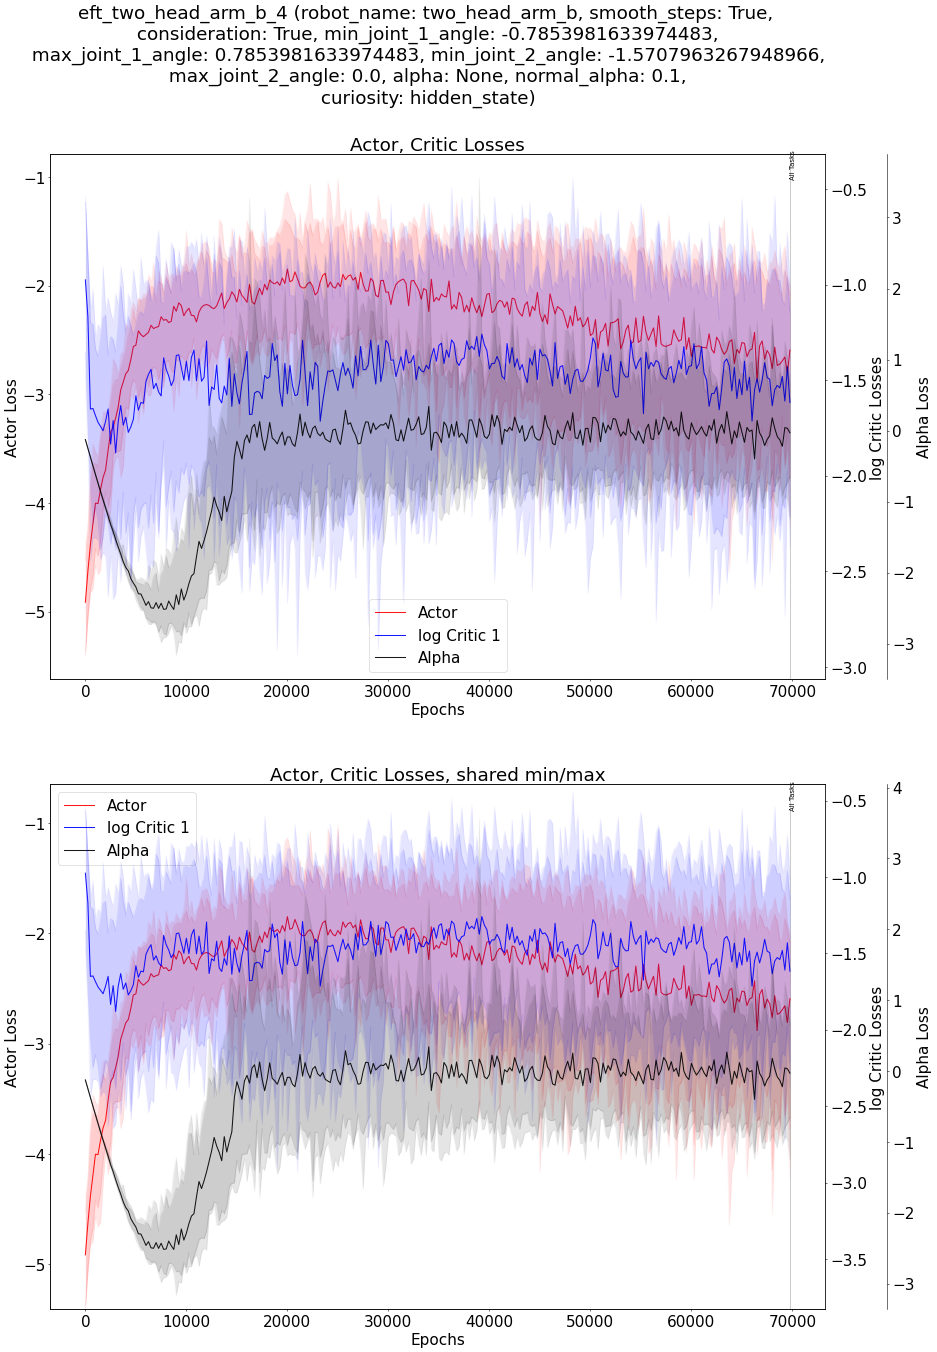 eft_two_head_arm_b_4 (robot_name: two_head_arm_b, smooth_steps: True,
consideration: True, min_joint_1_angle: -0.7853981633974483,
max_joint_1_angle: 0.7853981633974483, min_joint_2_angle: -1.5707963267948966,
max_joint_2_angle: 0.0, alpha: None, normal_alpha: 0.1,
curiosity: hidden_state)
Actor, Critic Losses
All Tasks
−1
−2
−3
−4
−5
Actor Loss
−0.5
−1.0
−1.5
−2.0
−2.5
−3.0
log Critic Losses
3
2
1
0
−1
−2
−3
Alpha Loss
Actor
log Critic 1
Alpha
0
10000
20000
30000
40000
50000
60000
70000
Epochs
Actor, Critic Losses, shared min/max
All Tasks
Actor
log Critic 1
Alpha
−1
−2
−3
−4
−5
Actor Loss
−0.5
−1.0
−1.5
−2.0
−2.5
−3.0
−3.5
log Critic Losses
4
3
2
1
0
−1
−2
−3
Alpha Loss
0
10000
20000
30000
40000
50000
60000
70000
Epochs